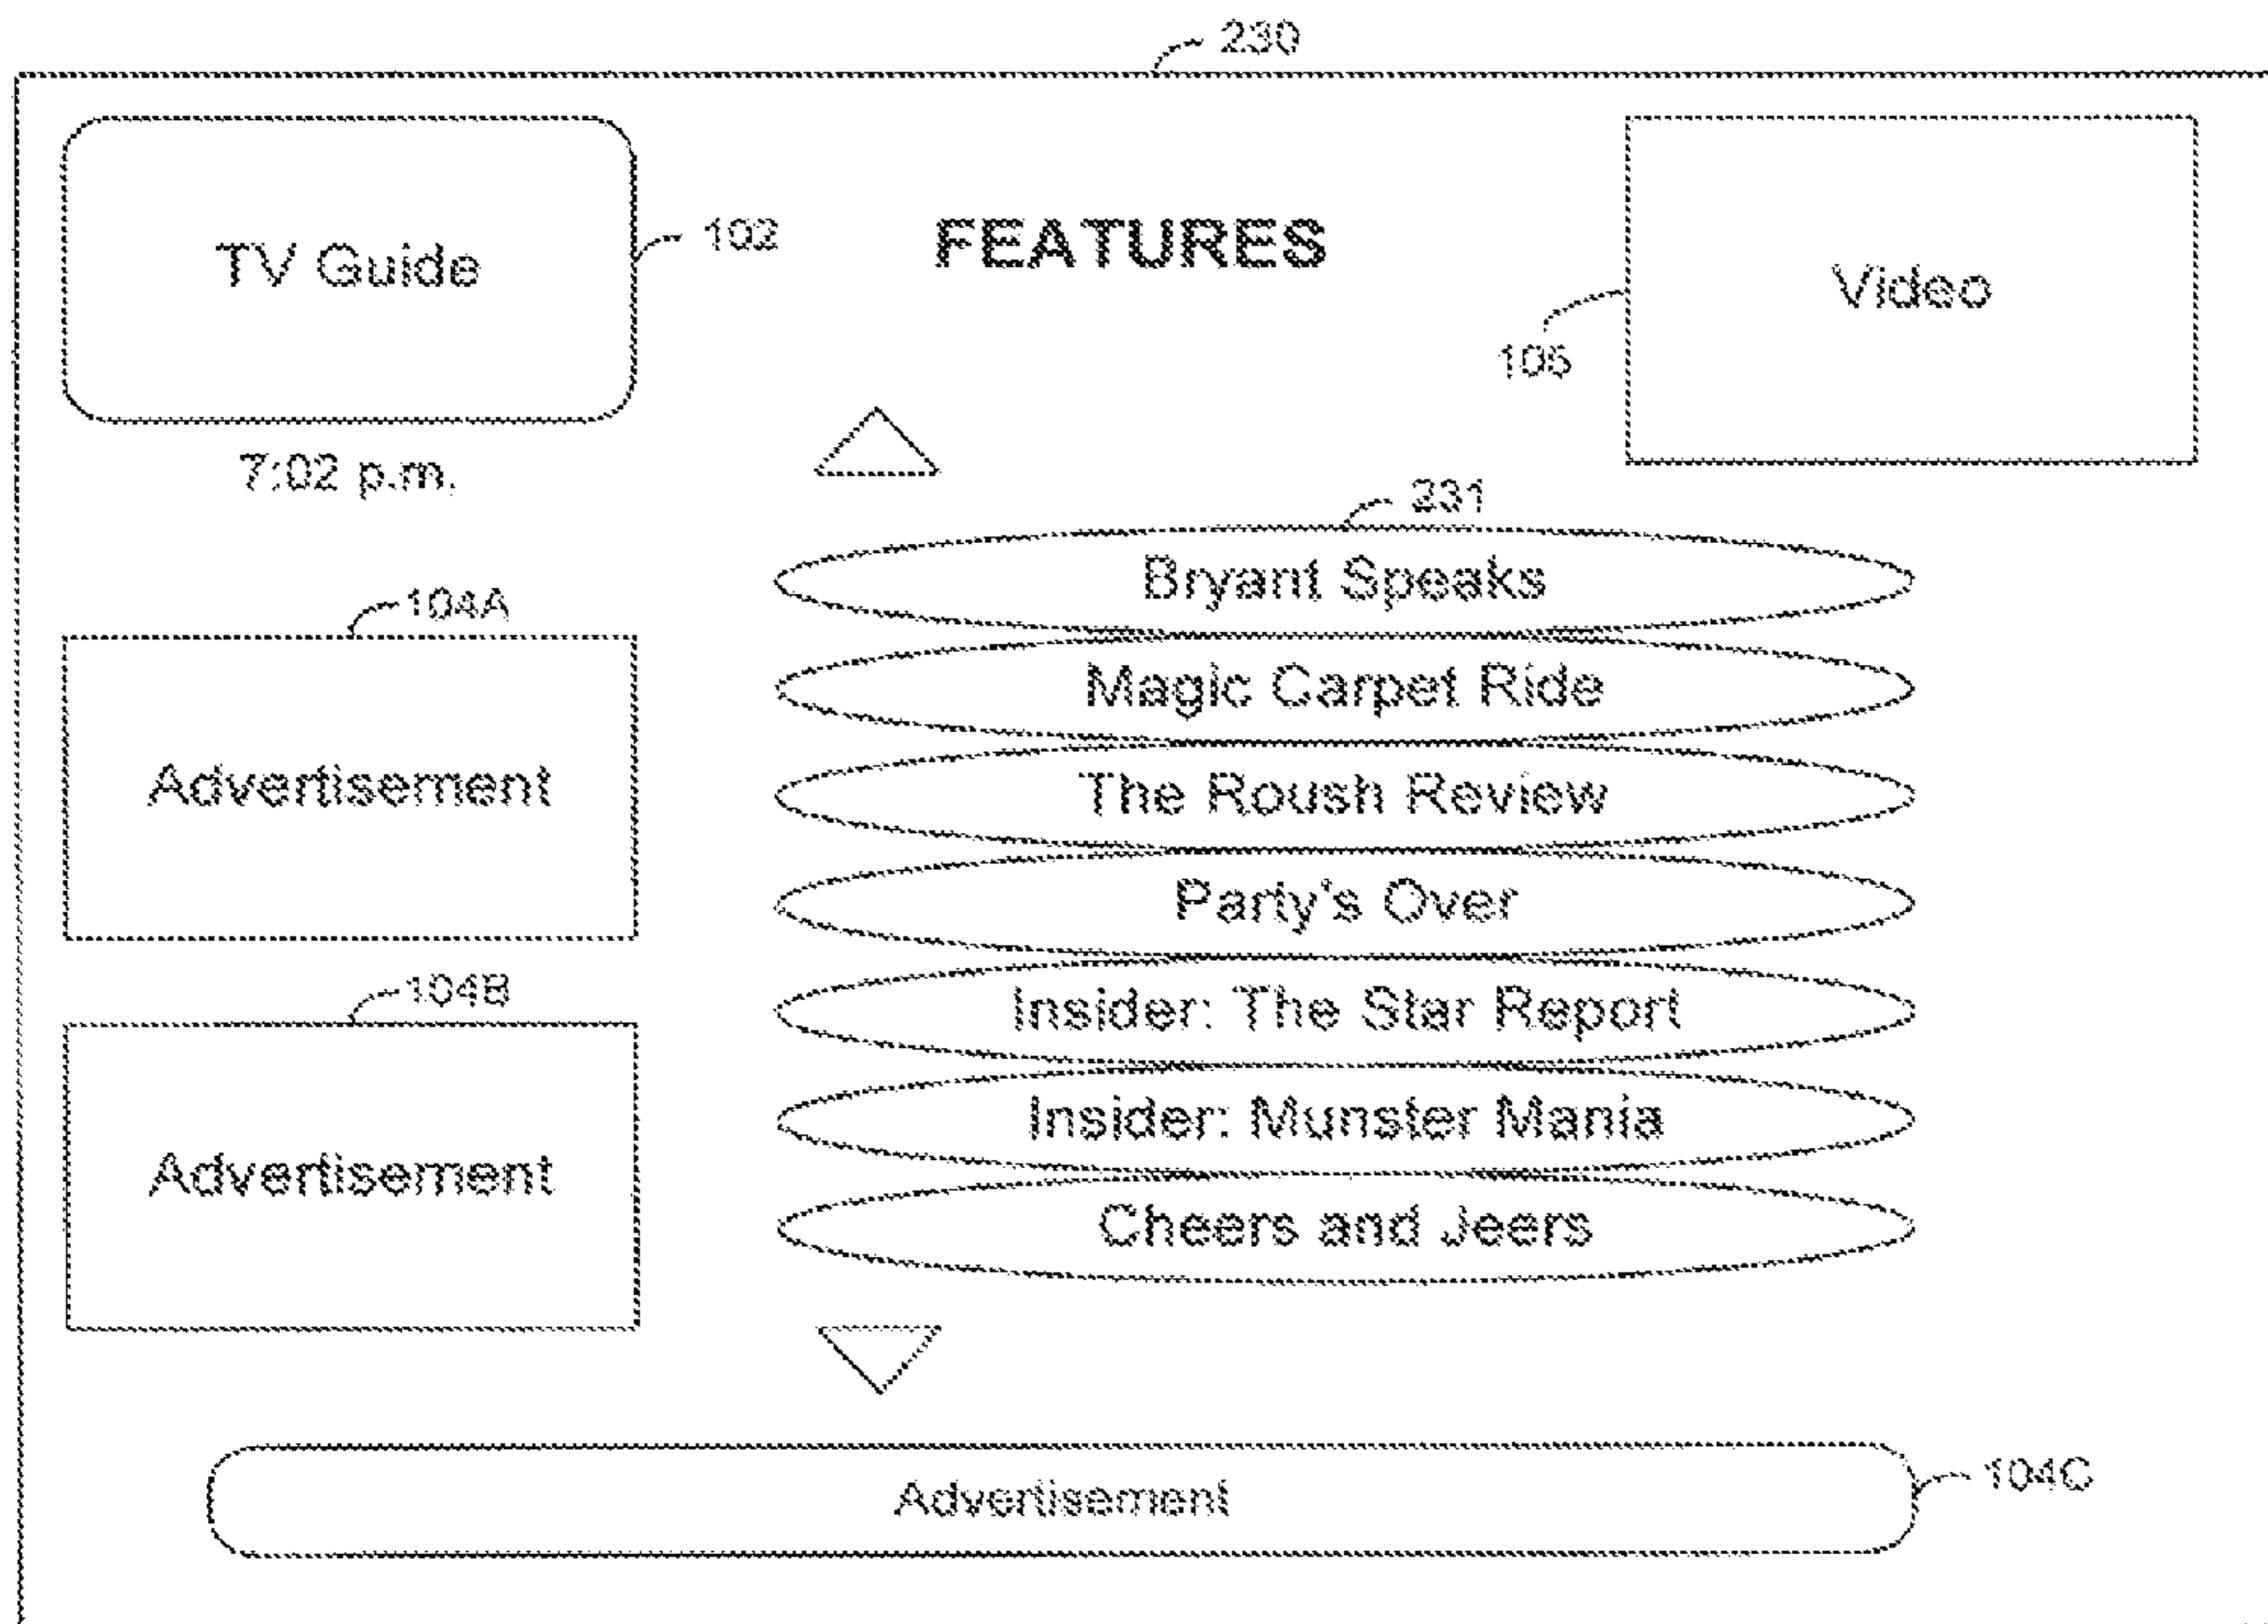 230
TV Guide
102
FEATURES
Video
106
7:02 p.m.
231
Bryant Speaks
104A
Magic Carpet Ride
Advertisement
The Roush Review
Party's Over
104B
Insider: The Star Report
Insider: Munster Mania
Advertisement
Cheers and Jeers
Advertisement
104C